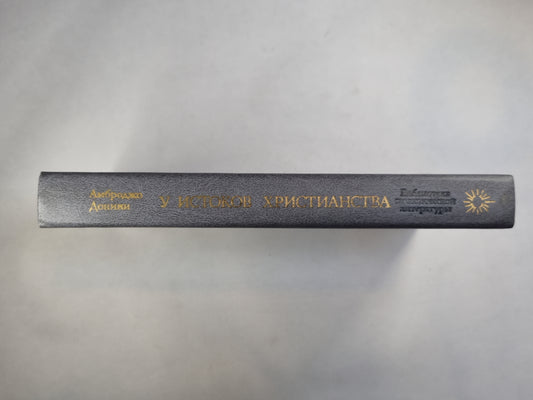 Амброджо
Донини
У ИСТОКОВ ХРИСТИАНСТВА
Библиотека
атеистической
литературы